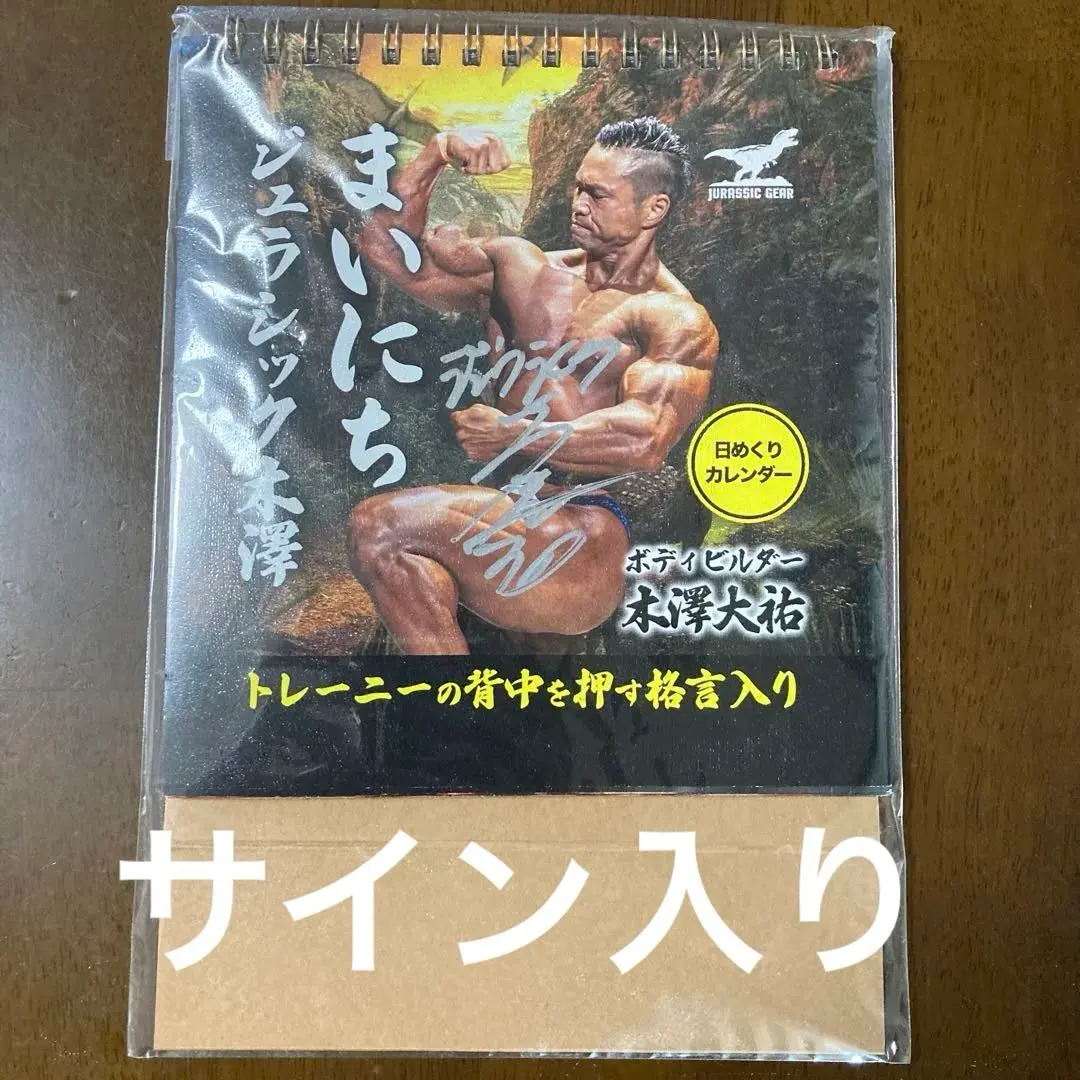 まいにち
ジュラシック木澤
JURASSIC GEAR
日めくり
カレンダー
ボディビルダー
木澤大祐
トレーニーの背中を押す格言入り
サイン入り